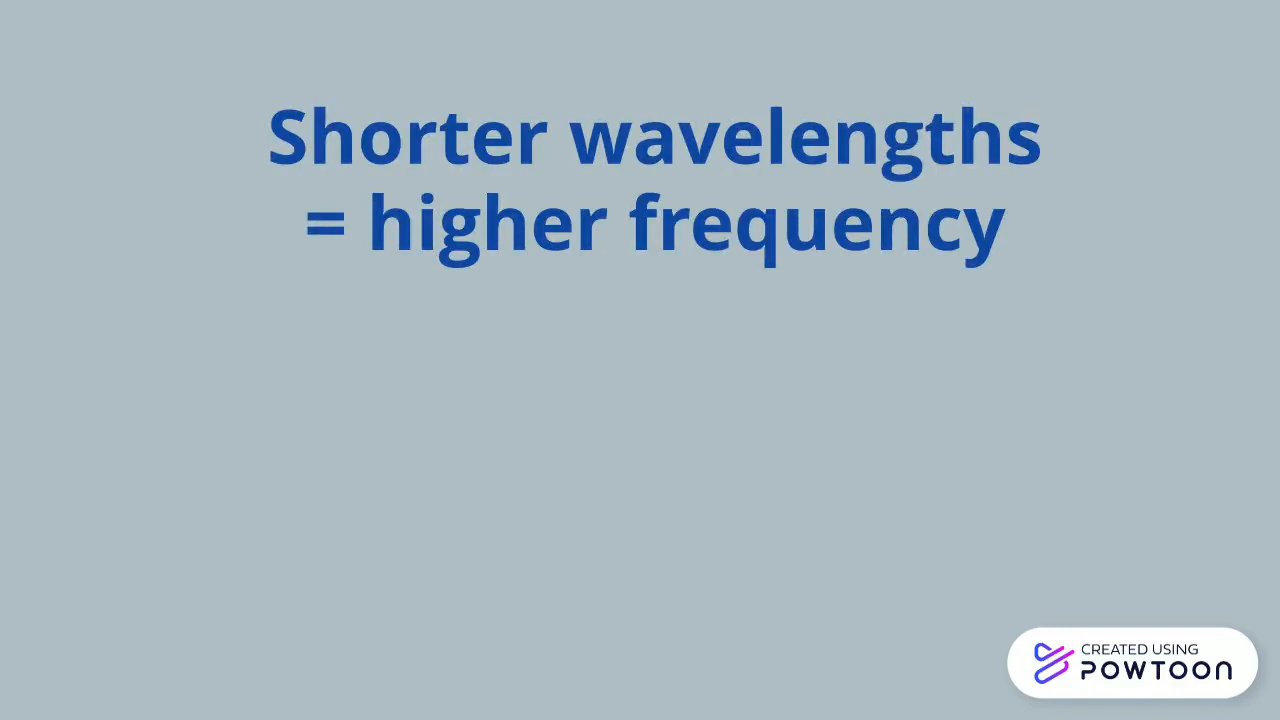 Shorter wavelengths
= higher frequency
CREATED USING
POWTOON